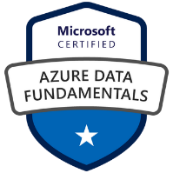 Microsoft
CERTIFIED
AZURE DATA
FUNDAMENTALS